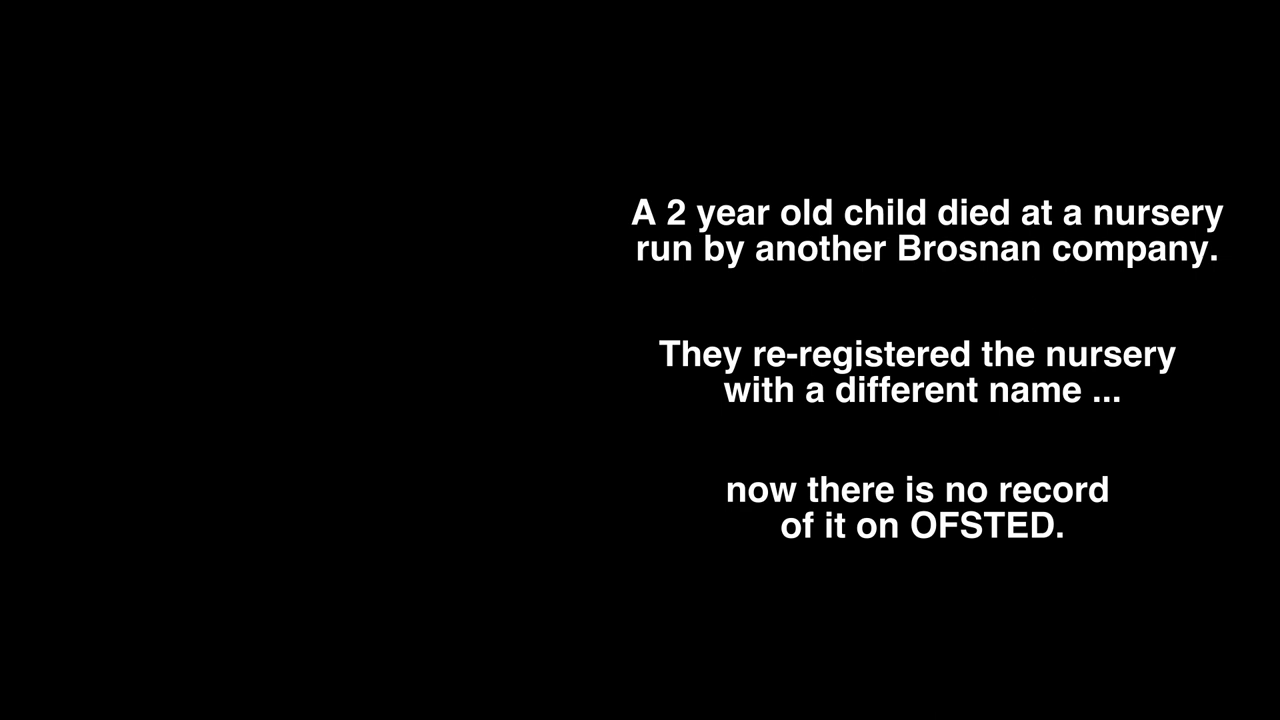 A 2 year old child died at a nursery
run by another Brosnan company.
They re-registered the nursery
with a different name ...
now there is no record
of it on OFSTED.